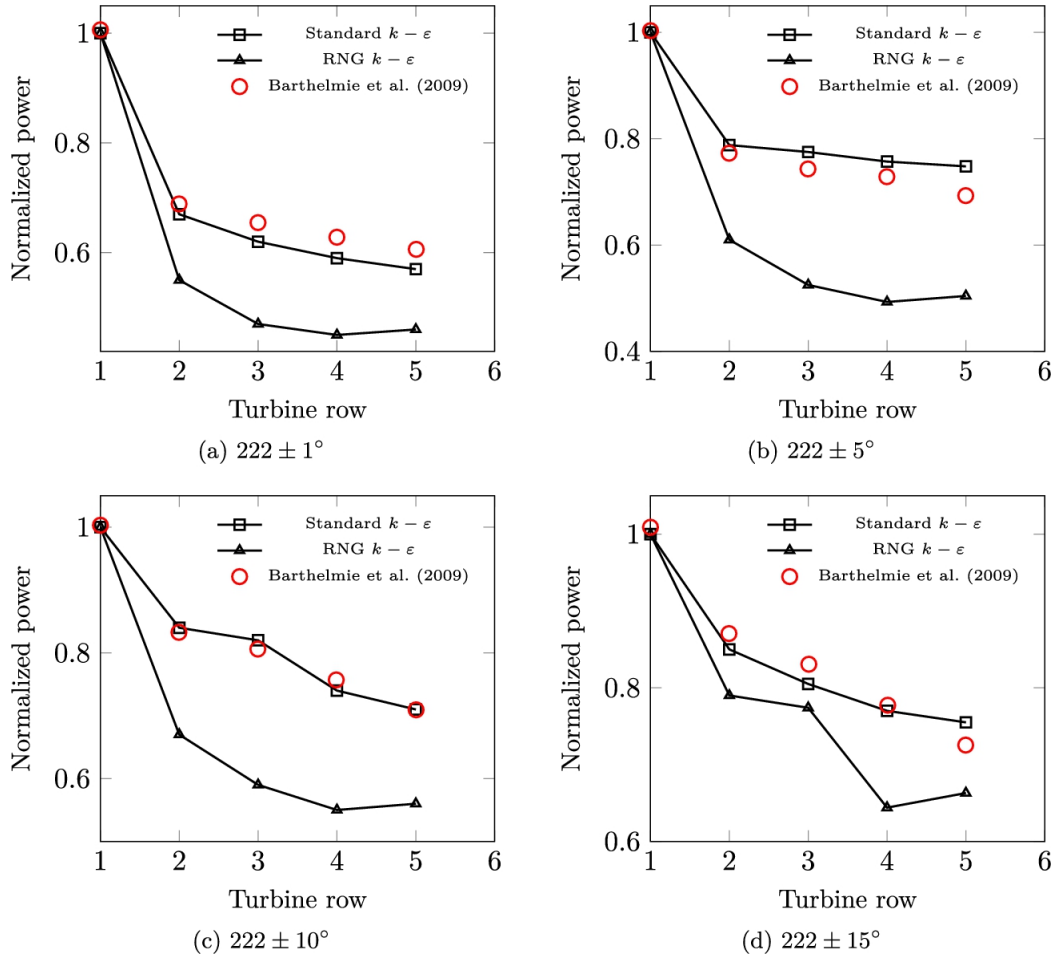 1
0.8
0.6
Normalized power
Standard k − ε
RNG k − ε
Barthelmie et al. (2009)
1 2 3 4 5 6
Turbine row
(a) 222 ± 1°
1
0.8
0.6
0.4
Normalized power
Standard k − ε
RNG k − ε
Barthelmie et al. (2009)
1 2 3 4 5 6
Turbine row
(b) 222 ± 5°
1
0.8
0.6
Normalized power
Standard k − ε
RNG k − ε
Barthelmie et al. (2009)
1 2 3 4 5 6
Turbine row
(c) 222 ± 10°
1
0.8
0.6
Normalized power
Standard k − ε
RNG k − ε
Barthelmie et al. (2009)
1 2 3 4 5 6
Turbine row
(d) 222 ± 15°